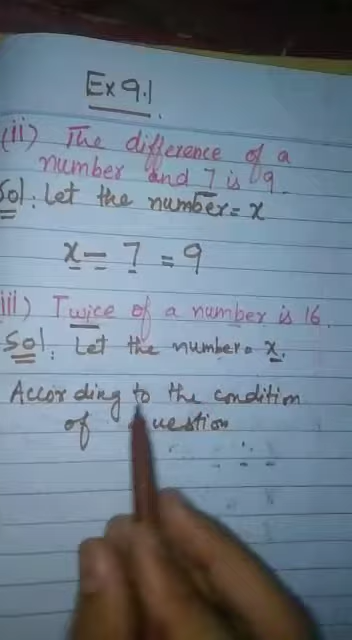 Ex 9.1
(ii) The difference of a
number and 7 is 9.
Sol: Let the number = x
x - 7 = 9
iii) Twice of a number is 16.
Sol: Let the number = x.
According to the condition
of